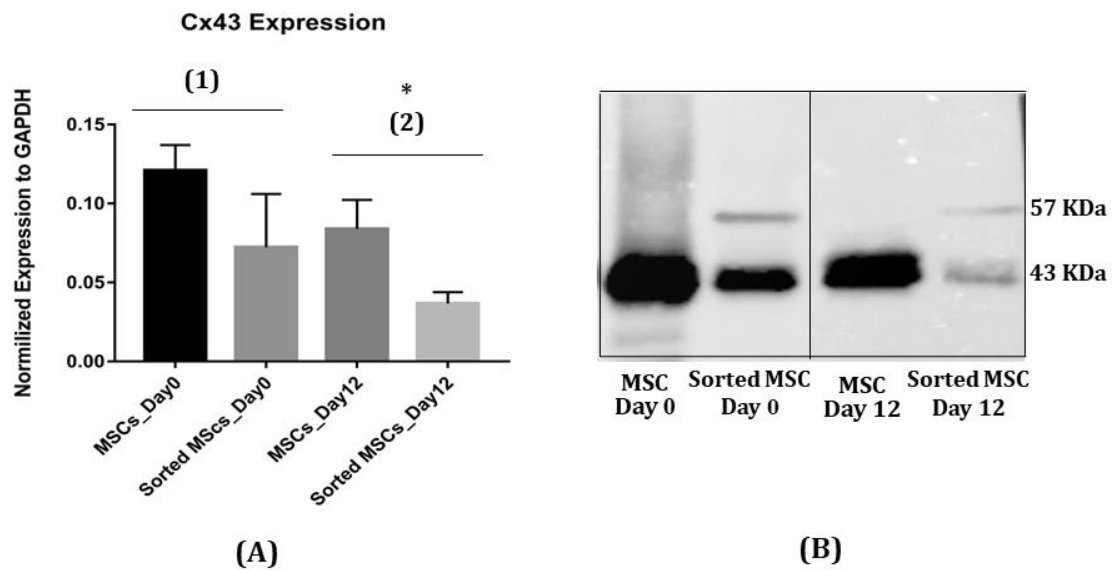 Cx43 Expression
(1)
*
(2)
Normilized Expression to GAPDH
0.15
0.10
0.05
0.00
MSCs_Day0
Sorted MScs_Day0
MSCs_Day12
Sorted MSCs_Day12
(A)
57 KDa
43 KDa
MSC
Day 0
Sorted MSC
Day 0
MSC
Day 12
Sorted MSC
Day 12
(B)